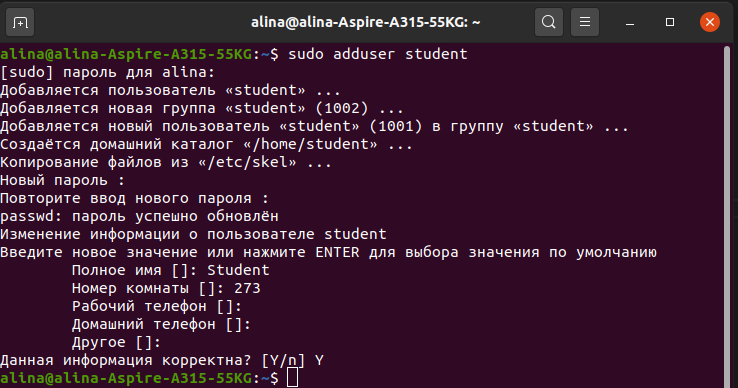 alina@alina-Aspire-A315-55KG: ~
alina@alina-Aspire-A315-55KG:~$ sudo adduser student
[sudo] пароль для alina:
Добавляется пользователь «student» ...
Добавляется новая группа «student» (1002) ...
Добавляется новый пользователь «student» (1001) в группу «student» ...
Создаётся домашний каталог «/home/student» ...
Копирование файлов из «/etc/skel» ...
Новый пароль :
Повторите ввод нового пароля :
passwd: пароль успешно обновлён
Изменение информации о пользователе student
Введите новое значение или нажмите ENTER для выбора значения по умолчанию
Полное имя []: Student
Номер комнаты []: 273
Рабочий телефон []:
Домашний телефон []:
Другое []:
Данная информация корректна? [Y/n] Y
alina@alina-Aspire-A315-55KG:~$